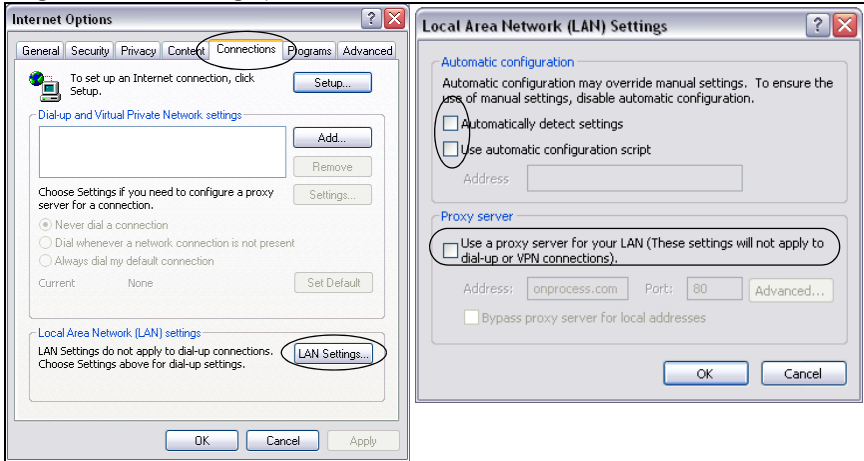 Internet Options
General Security Privacy Content Connections Programs Advanced
To set up an Internet connection, click
Setup.
Setup...
Dial-up and Virtual Private Network settings
Add...
Remove
Choose Settings if you need to configure a proxy
server for a connection.
Settings...
Never dial a connection
Dial whenever a network connection is not present
Always dial my default connection
Current None
Set Default
Local Area Network (LAN) settings
LAN Settings do not apply to dial-up connections.
Choose Settings above for dial-up settings.
LAN Settings...
OK Cancel Apply
Local Area Network (LAN) Settings
Automatic configuration
Automatic configuration may override manual settings. To ensure the
use of manual settings, disable automatic configuration.
Automatically detect settings
Use automatic configuration script
Address
Proxy server
Use a proxy server for your LAN (These settings will not apply to
dial-up or VPN connections).
Address: onprocess.com Port: 80 Advanced...
Bypass proxy server for local addresses
OK Cancel